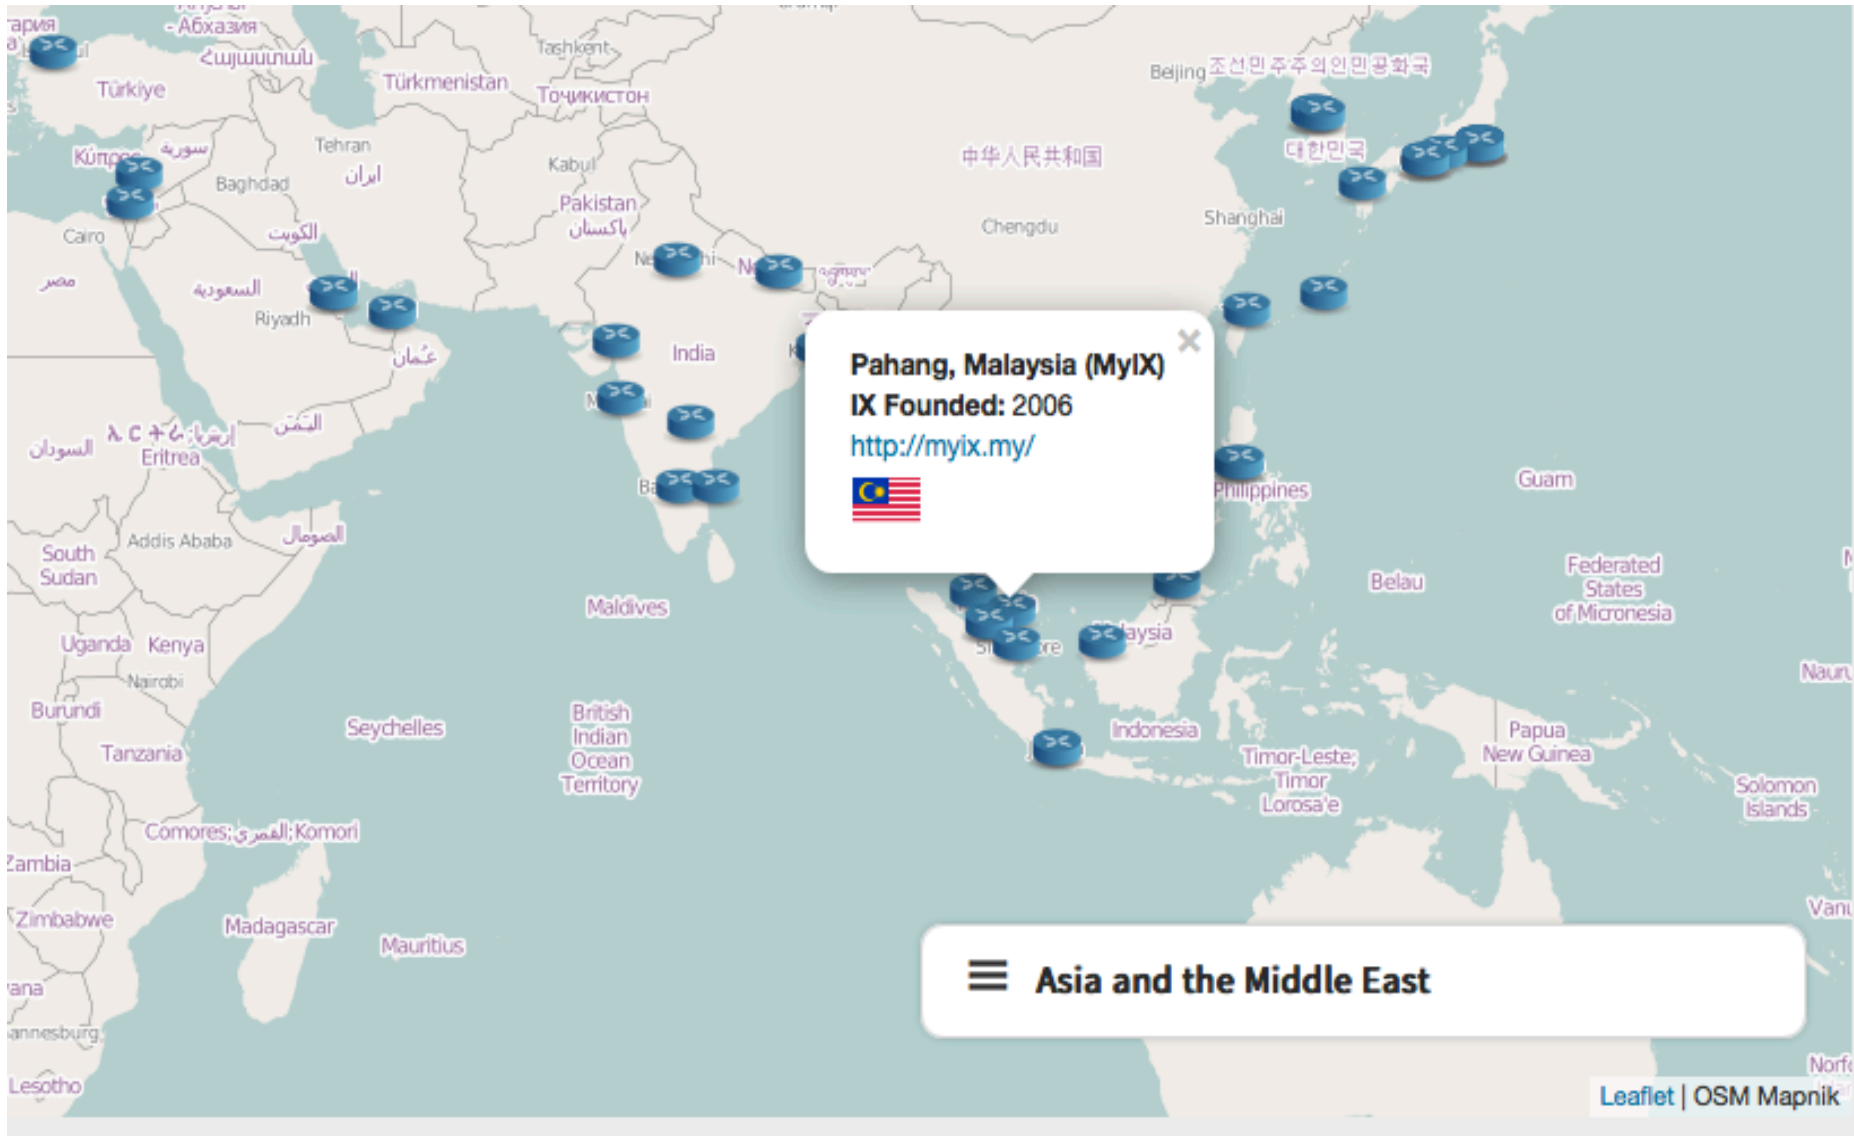 Tashkent
Հայաստան
- Абхазия
Türkiye
Türkmenistan
Тоҷикистон
Beijing
조선민주주의인민공화국
Tehran
ایران
Kabul
中华人民共和国
대한민국
سورية
Baghdad
Pakistan
پاکستان
Chengdu
Shanghai
Cairo
الكويت
مصر
السعودية
Riyadh
عُمان
India
Pahang, Malaysia (MyIX)
IX Founded: 2006
http://myix.my/
السودان
Eritrea
اليَمَن
Philippines
Guam
Addis Ababa
الصومال
South
Sudan
Maldives
Belau
Federated
States
of Micronesia
Uganda
Kenya
Nairobi
Burundi
Seychelles
British
Indian
Ocean
Territory
Indonesia
Tanzania
Timor-Leste;
Timor
Lorosa'e
Papua
New Guinea
Solomon
Islands
Comores;القمري;Komori
Zambia
Zimbabwe
Madagascar
Mauritius
Asia and the Middle East
Lesotho
Leaflet | OSM Mapnik